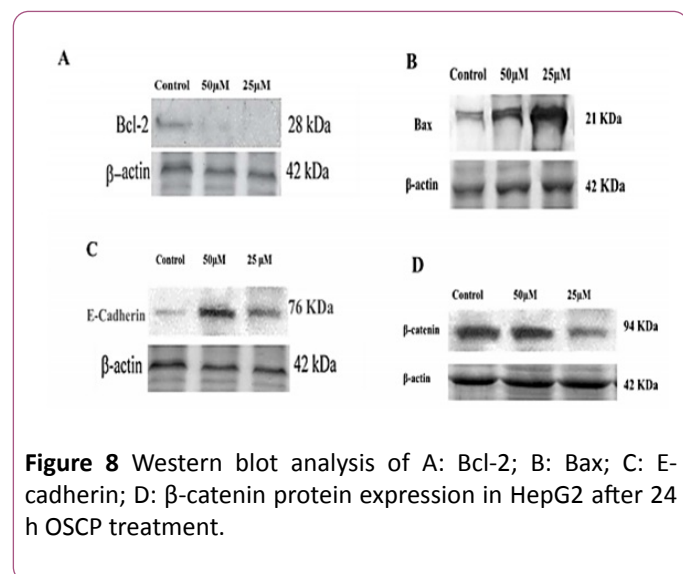 A
Control 50µM 25µM
Bcl-2 28 kDa
β–actin 42 kDa
B
Control 50µM 25µM
Bax 21 KDa
β-actin 42 KDa
C
Control 50µM 25 µM
E-Cadherin 76 KDa
β-actin 42 kDa
D
Control 50µM 25µM
β-catenin 94 KDa
β-actin 42 KDa
Figure 8 Western blot analysis of A: Bcl-2; B: Bax; C: E-
cadherin; D: β-catenin protein expression in HepG2 after 24
h OSCP treatment.